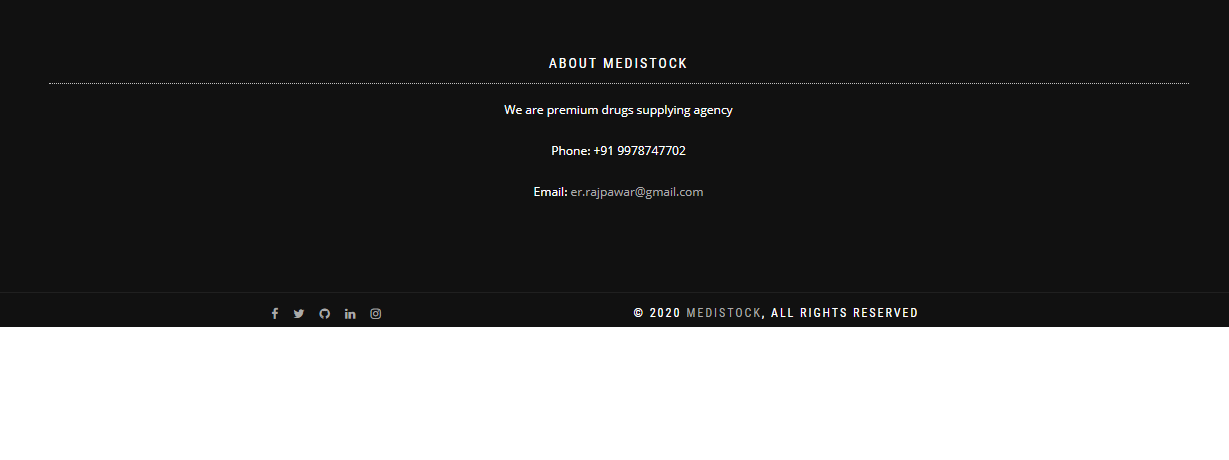 ABOUT MEDISTOCK
We are premium drugs supplying agency
Phone: +91 9978747702
Email: er.rajpawar@gmail.com
© 2020 MEDISTOCK, ALL RIGHTS RESERVED